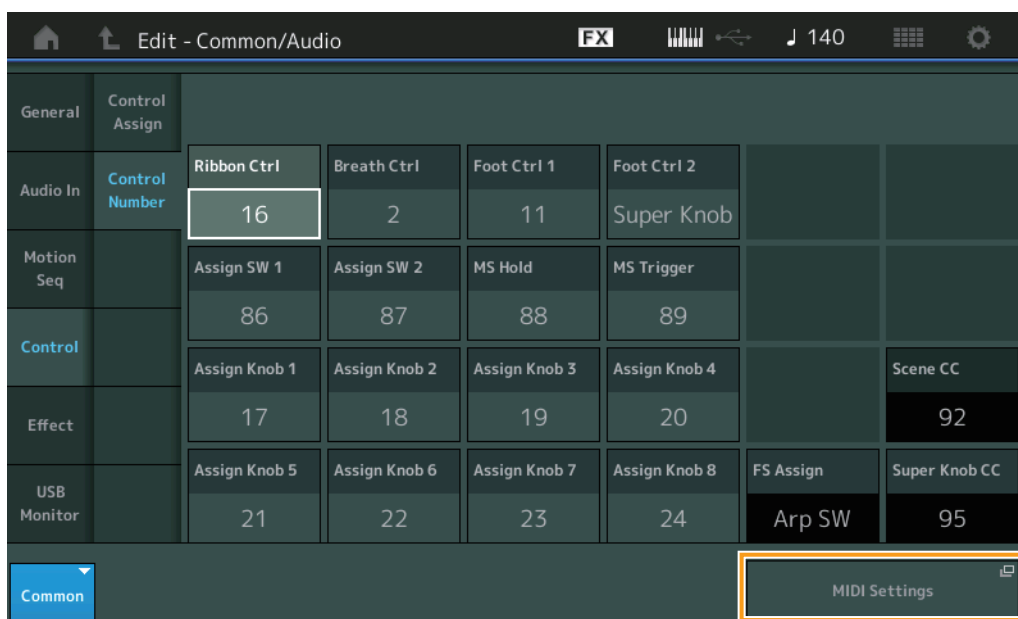 Edit - Common/Audio
FX
♩ 140
General
Audio In
Motion
Seq
Control
Effect
USB
Monitor
Control
Assign
Control
Number
Ribbon Ctrl
Breath Ctrl
Foot Ctrl 1
Foot Ctrl 2
16
2
11
Super Knob
Assign SW 1
Assign SW 2
MS Hold
MS Trigger
86
87
88
89
Assign Knob 1
Assign Knob 2
Assign Knob 3
Assign Knob 4
Scene CC
17
18
19
20
92
Assign Knob 5
Assign Knob 6
Assign Knob 7
Assign Knob 8
FS Assign
Super Knob CC
21
22
23
24
Arp SW
95
Common
MIDI Settings